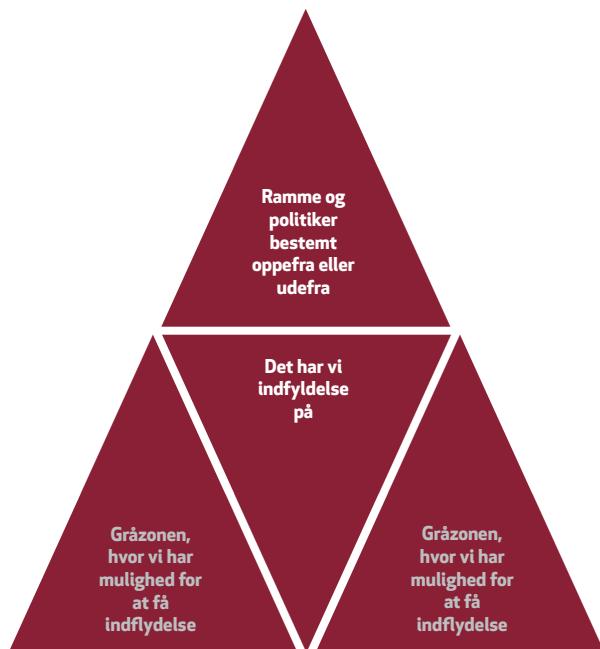 Ramme og
politiker
bestemt
oppefra eller
udefra
Det har vi
indfyldelse
på
Gråzonen,
hvor vi har
mulighed for
at få
indflydelse
Gråzonen,
hvor vi har
mulighed for
at få
indflydelse